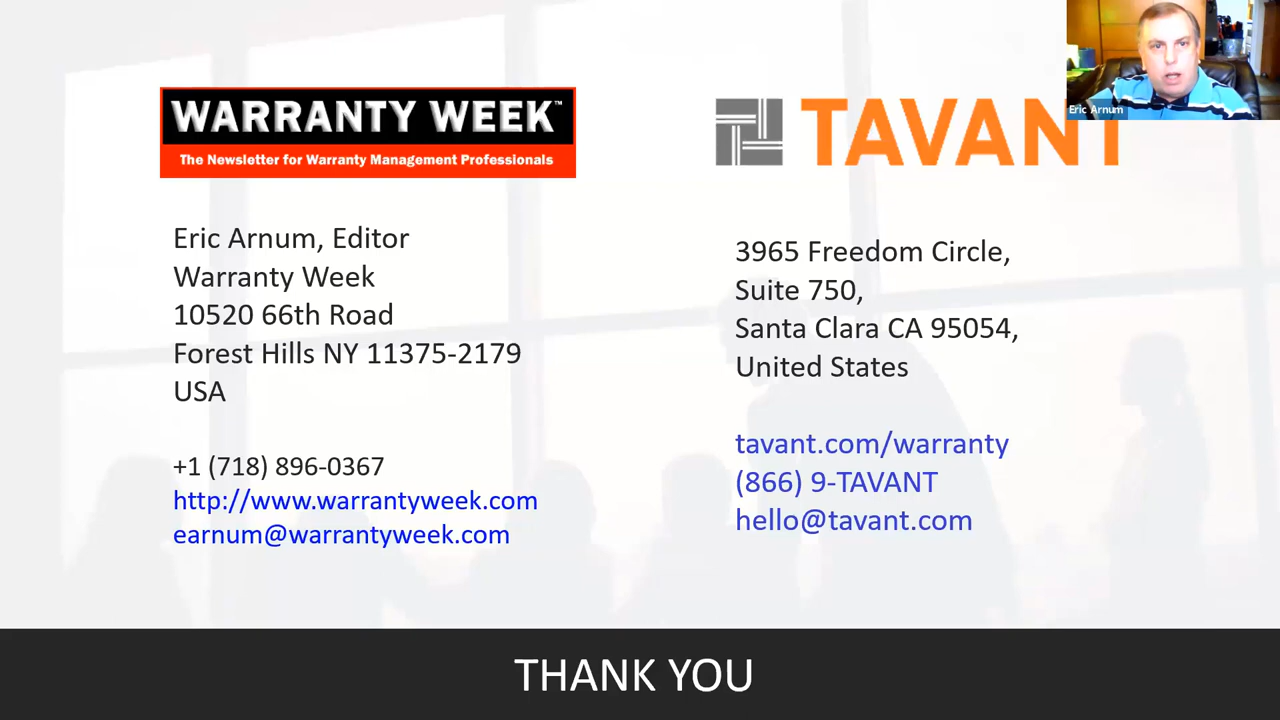 WARRANTY WEEK™
The Newsletter for Warranty Management Professionals
Eric Arnum, Editor
Warranty Week
10520 66th Road
Forest Hills NY 11375-2179
USA
+1 (718) 896-0367
http://www.warrantyweek.com
earnum@warrantyweek.com
TAVANT
3965 Freedom Circle,
Suite 750,
Santa Clara CA 95054,
United States
tavant.com/warranty
(866) 9-TAVANT
hello@tavant.com
Eric Arnum
THANK YOU